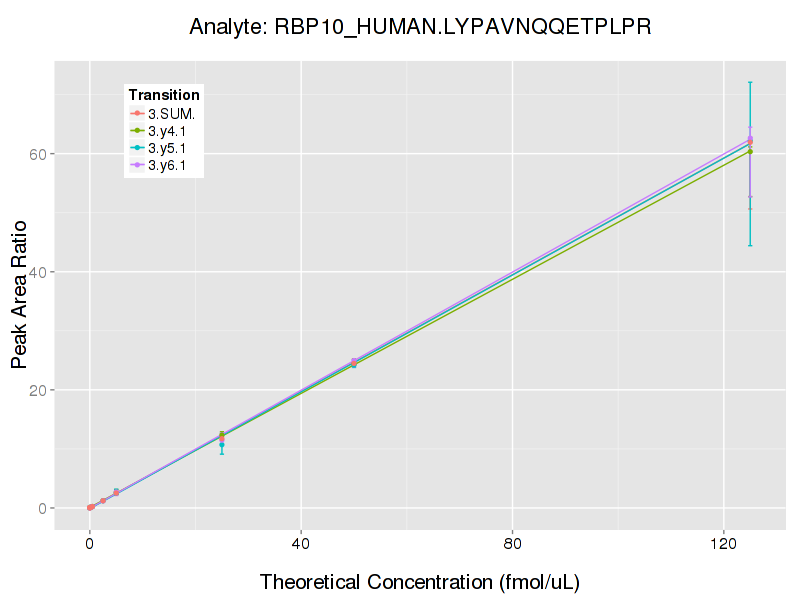 Analyte: RBP10_HUMAN.LYPAVNQQETPLPR
Transition
3.SUM.
3.y4.1
3.y5.1
3.y6.1
Peak Area Ratio
60
40
20
0
0 40 80 120
Theoretical Concentration (fmol/uL)